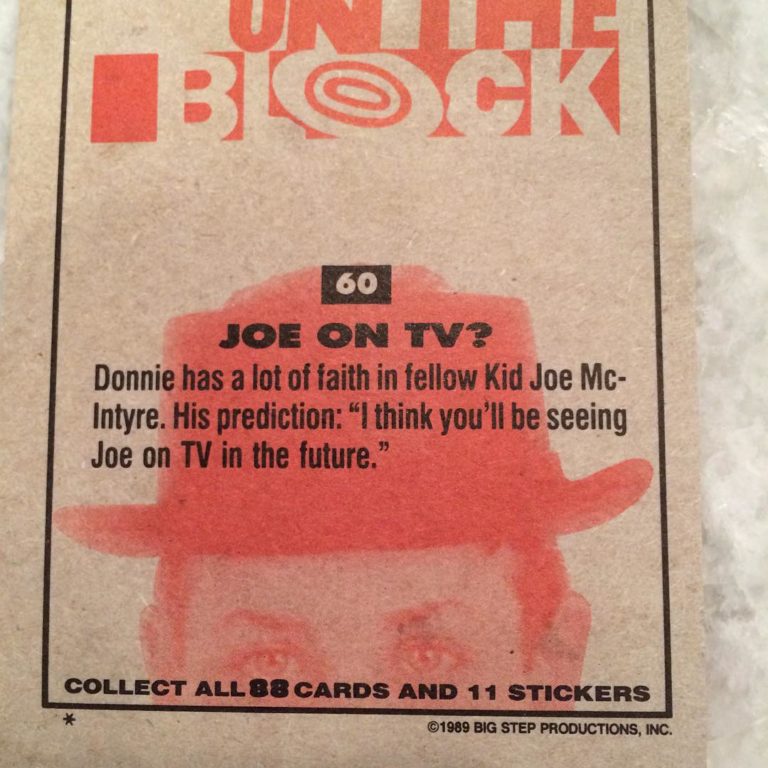 ON THE
BLOCK
60
JOE ON TV?
Donnie has a lot of faith in fellow Kid Joe Mc-
Intyre. His prediction: “I think you’ll be seeing
Joe on TV in the future.”
COLLECT ALL 88 CARDS AND 11 STICKERS
*
©1989 BIG STEP PRODUCTIONS, INC.